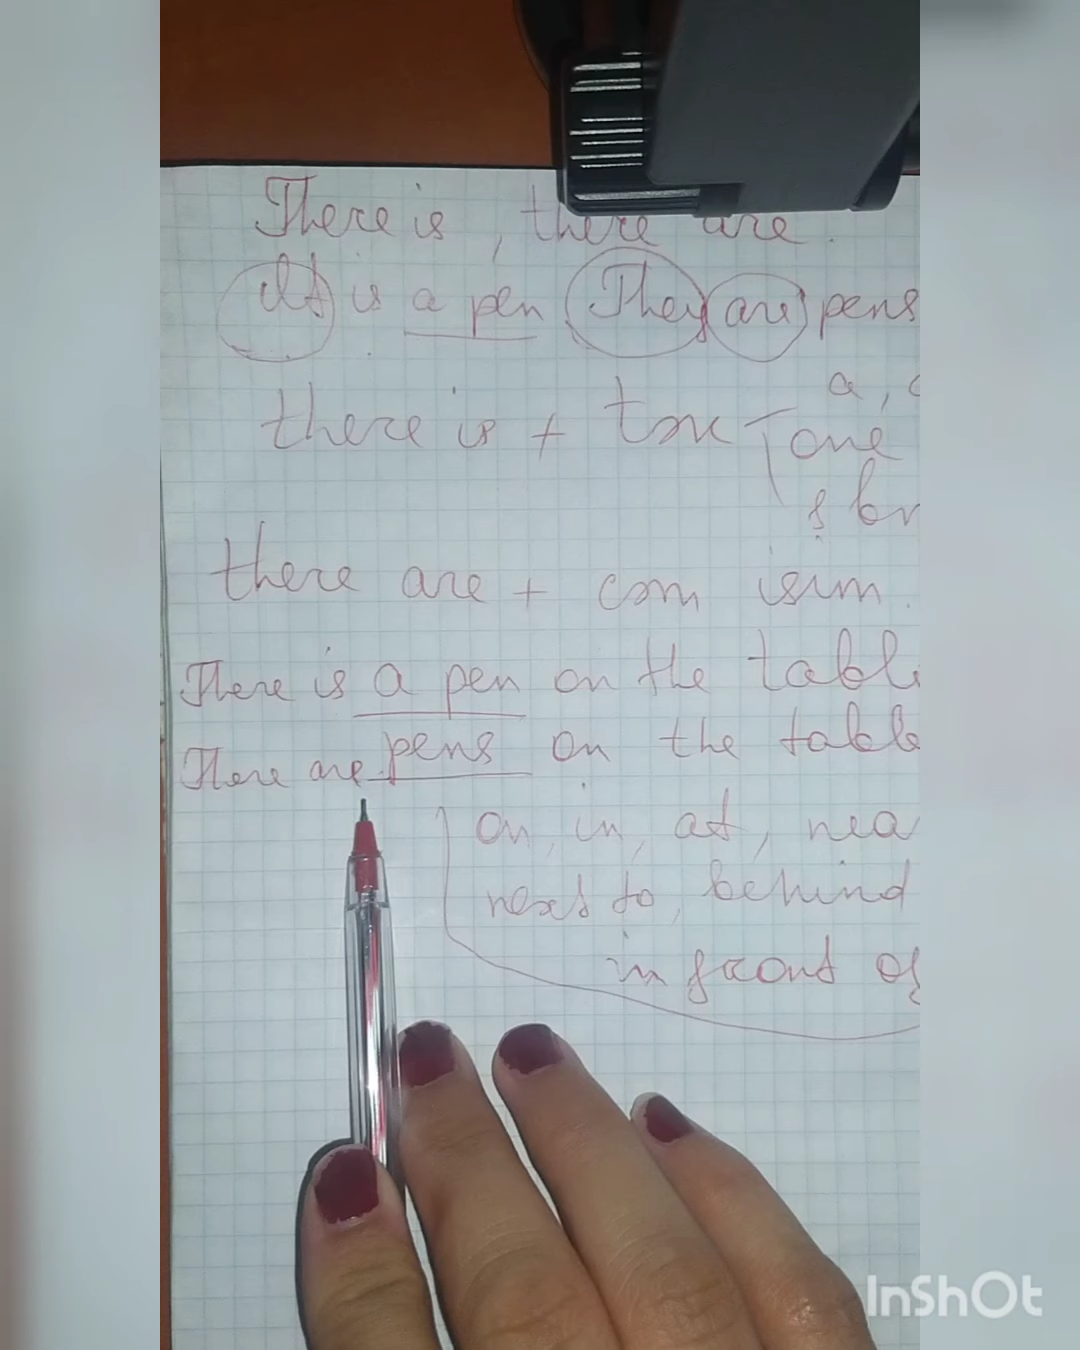 There is, there are.
It is a pen They are pens
there is + tək a,
one
there are + cəm isim.
There is a pen on the table
There are pens on the table
on, in, at, nea
next to, behind
in front of
InShOt